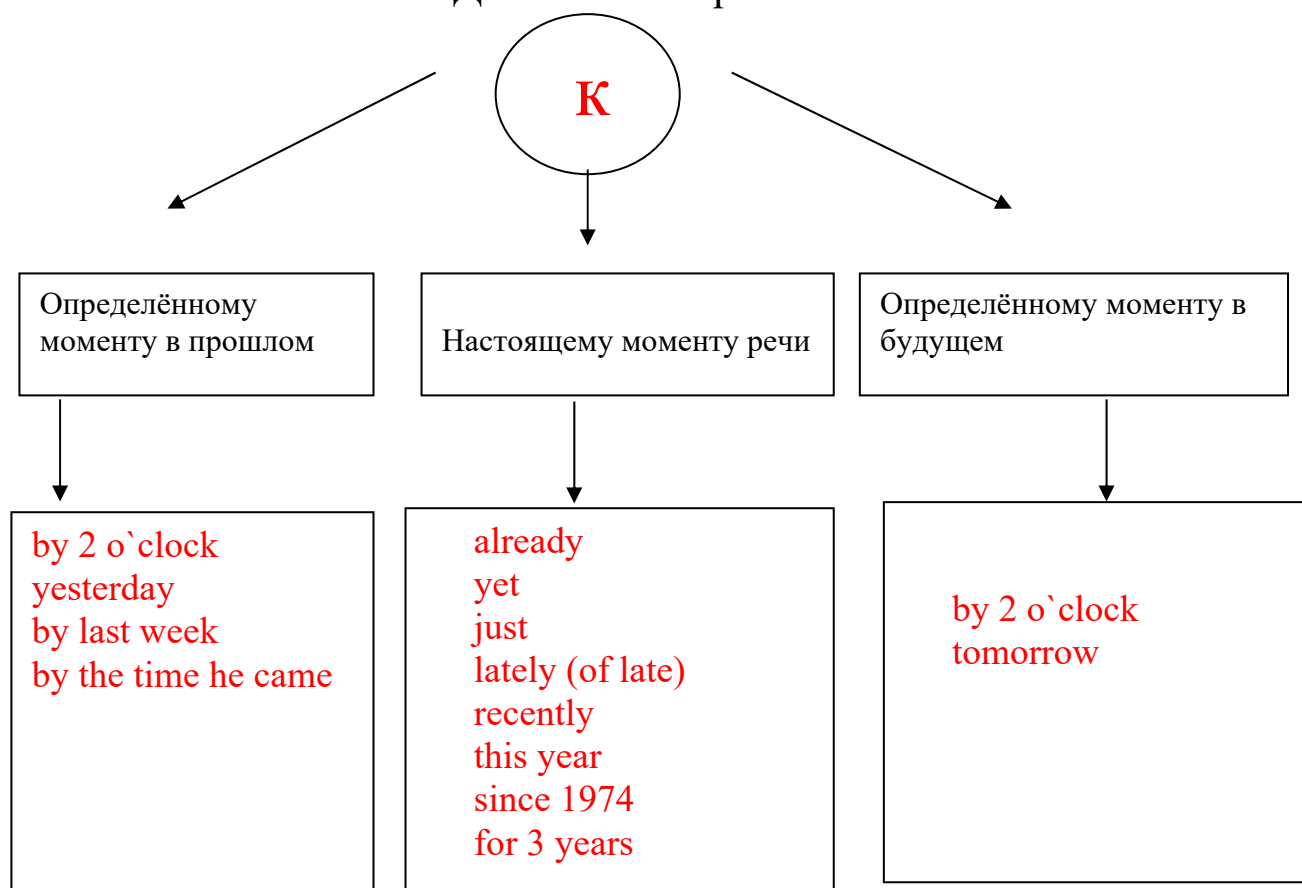 К
Определённому
моменту в прошлом
Настоящему моменту речи
Определённому моменту в
будущем
by 2 o`clock
yesterday
by last week
by the time he came
already
yet
just
lately (of late)
recently
this year
since 1974
for 3 years
by 2 o`clock
tomorrow